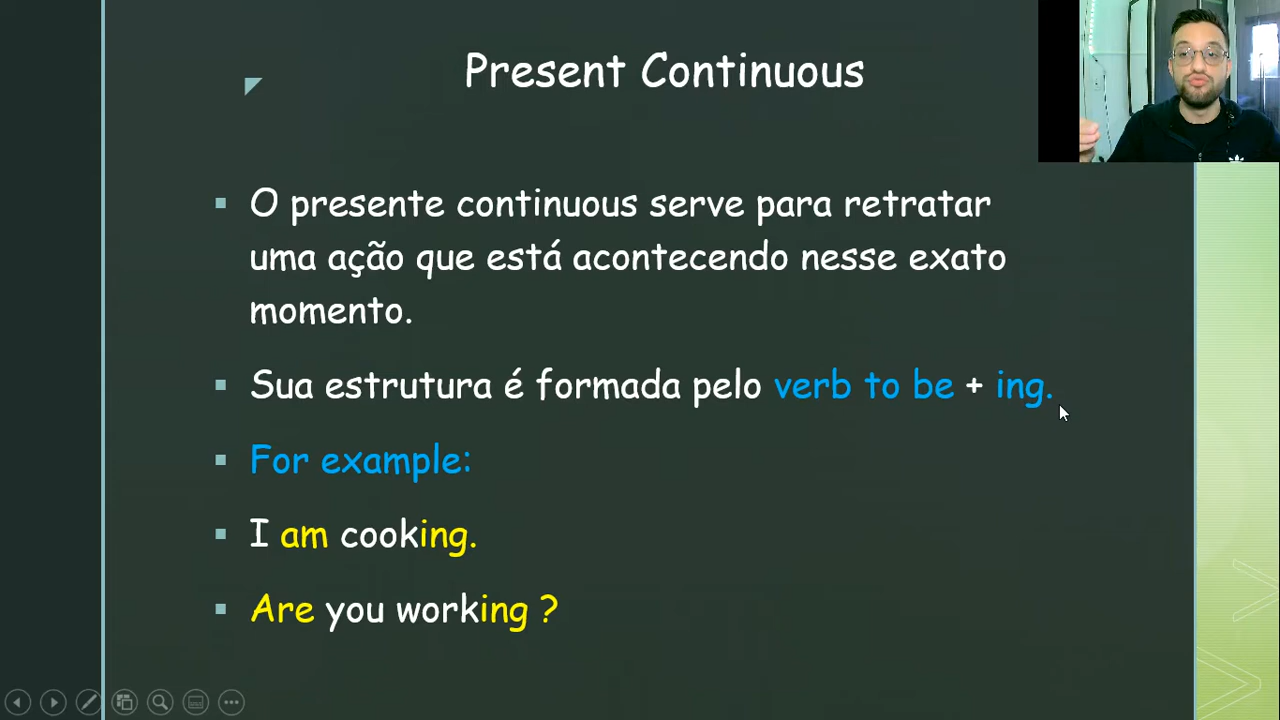 Present Continuous
O presente continuous serve para retratar
uma ação que está acontecendo nesse exato
momento.
Sua estrutura é formada pelo verb to be + ing.
For example:
I am cooking.
Are you working ?